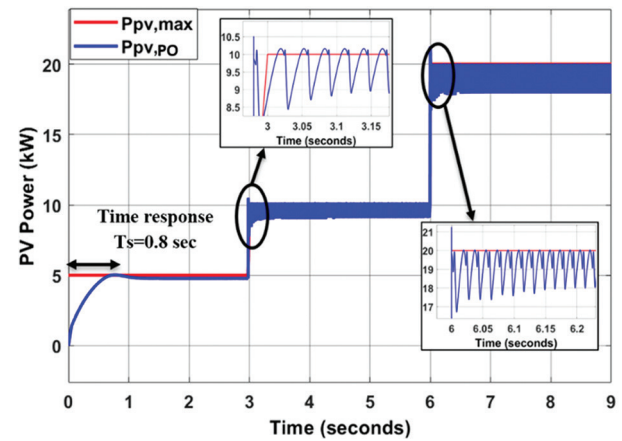 Ppv,max
Ppv,PO
PV Power (kW)
20
15
10
5
0
0 1 2 3 4 5 6 7 8 9
Time (seconds)
Time response
Ts=0.8 sec
10.5
10
9.5
9
8.5
3 3.05 3.1 3.15
Time (seconds)
21
20
19
18
17
6 6.05 6.1 6.15 6.2
Time (seconds)